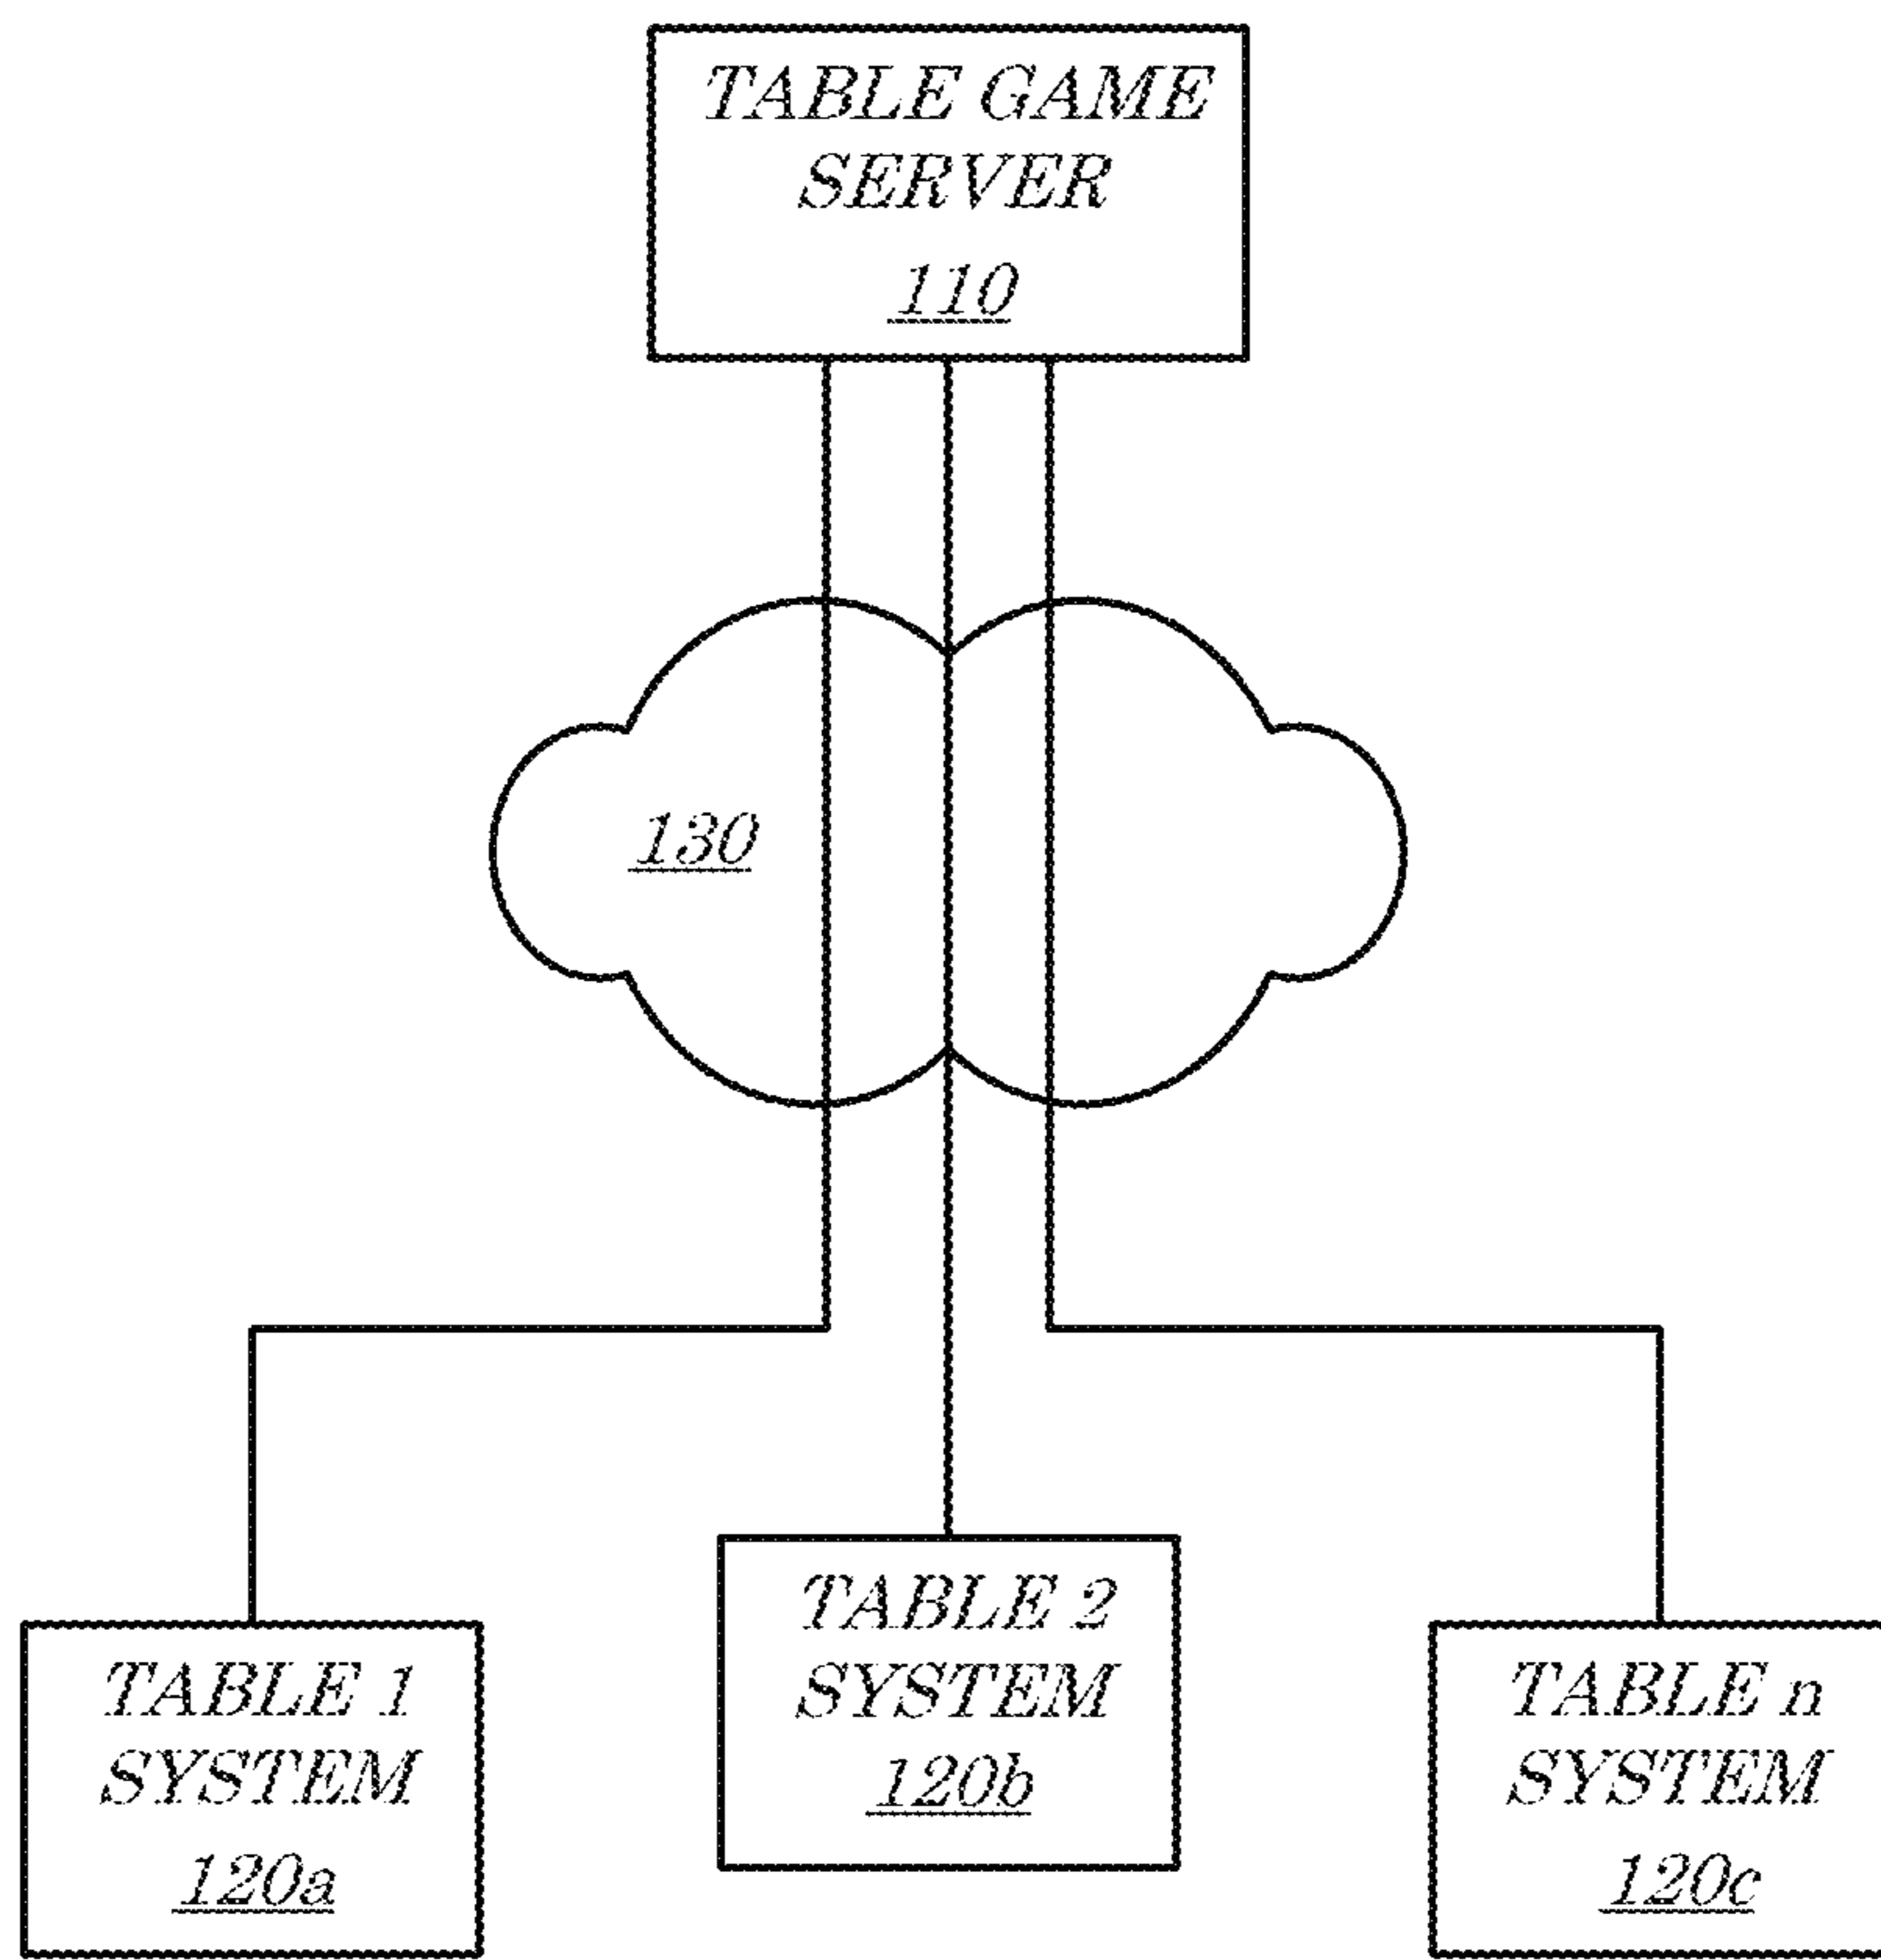 TABLE GAME
SERVER
110
130
TABLE 1
SYSTEM
120a
TABLE 2
SYSTEM
120b
TABLE n
SYSTEM
120c